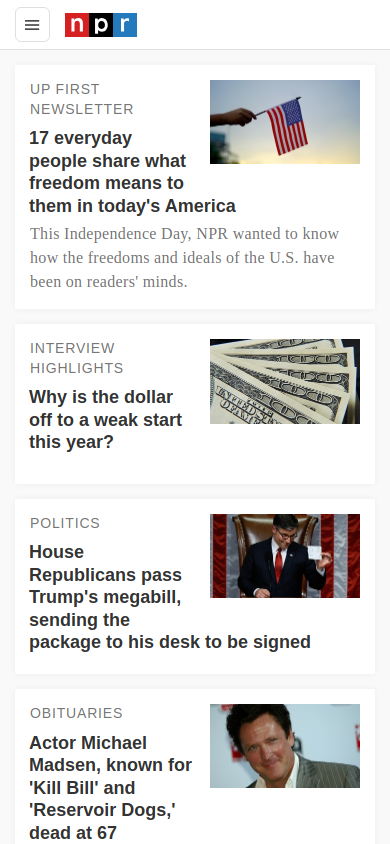 npr
UP FIRST
NEWSLETTER
17 everyday
people share what
freedom means to
them in today's America
This Independence Day, NPR wanted to know
how the freedoms and ideals of the U.S. have
been on readers' minds.
INTERVIEW
HIGHLIGHTS
Why is the dollar
off to a weak start
this year?
POLITICS
House
Republicans pass
Trump's megabill,
sending the
package to his desk to be signed
OBITUARIES
Actor Michael
Madsen, known for
'Kill Bill' and
'Reservoir Dogs,'
dead at 67